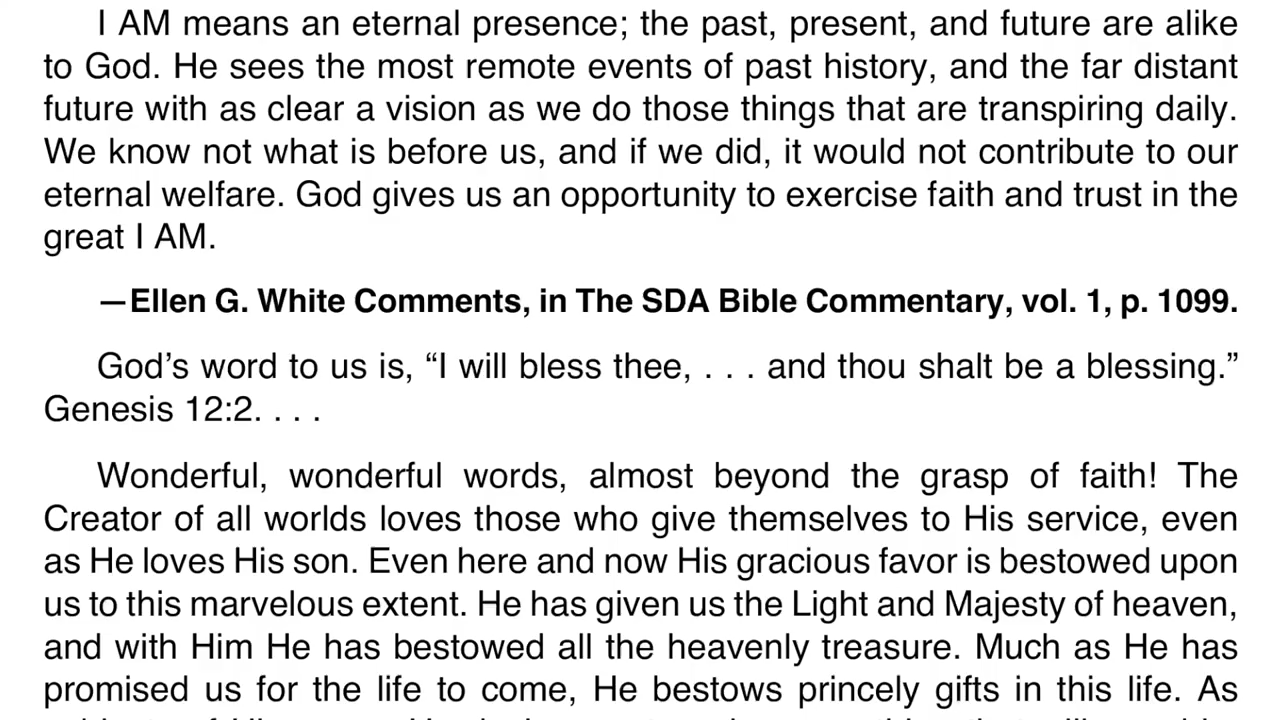 I AM means an eternal presence; the past, present, and future are alike
to God. He sees the most remote events of past history, and the far distant
future with as clear a vision as we do those things that are transpiring daily.
We know not what is before us, and if we did, it would not contribute to our
eternal welfare. God gives us an opportunity to exercise faith and trust in the
great I AM.
—Ellen G. White Comments, in The SDA Bible Commentary, vol. 1, p. 1099.
God’s word to us is, “I will bless thee, . . . and thou shalt be a blessing.”
Genesis 12:2. . . .
Wonderful, wonderful words, almost beyond the grasp of faith! The
Creator of all worlds loves those who give themselves to His service, even
as He loves His son. Even here and now His gracious favor is bestowed upon
us to this marvelous extent. He has given us the Light and Majesty of heaven,
and with Him He has bestowed all the heavenly treasure. Much as He has
promised us for the life to come, He bestows princely gifts in this life. As